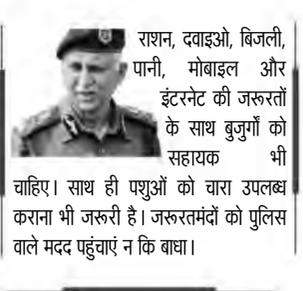 राशन, दवाइओ, बिजली,
पानी, मोबाइल और
इंटरनेट की जरूरतों
के साथ बुजुर्गों को
सहायक भी
चाहिए। साथ ही पशुओं को चारा उपलब्ध
कराना भी जरूरी है। जरूरतमंदों को पुलिस
वाले मदद पहुंचाएं न कि बाधा।